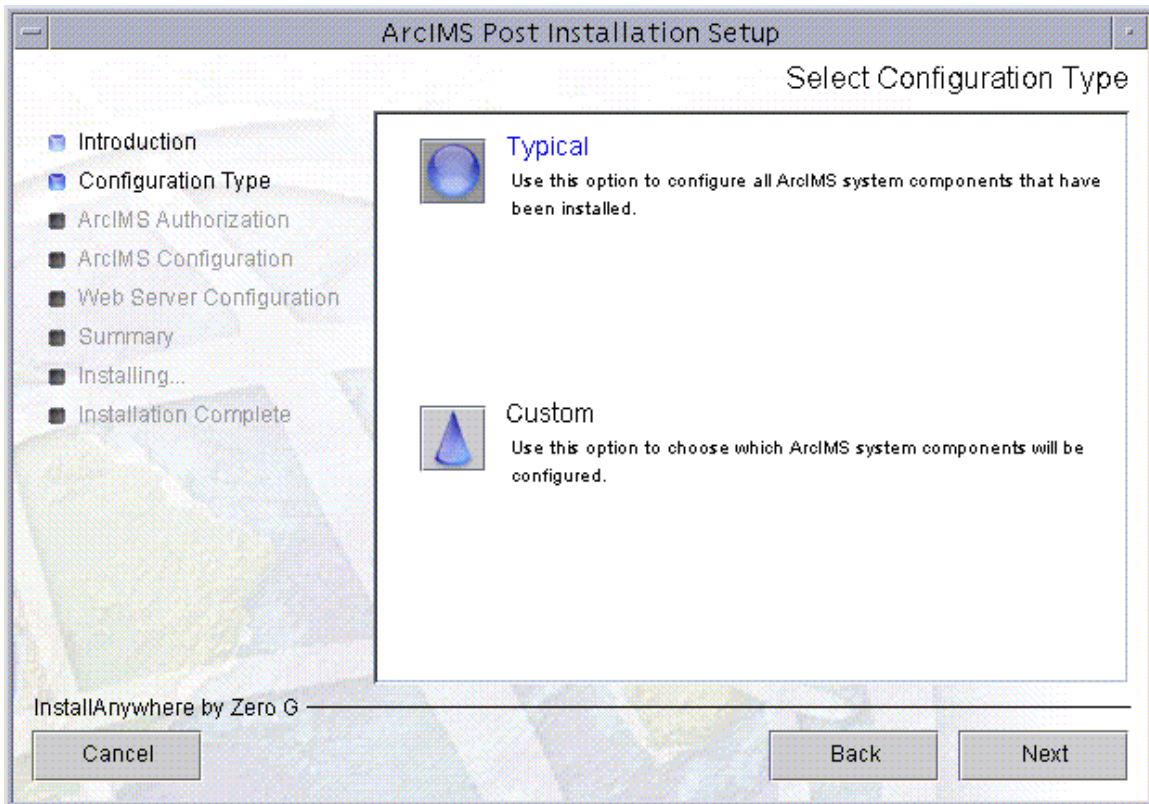 ArcIMS Post Installation Setup
Select Configuration Type
Introduction
Configuration Type
ArcIMS Authorization
ArcIMS Configuration
Web Server Configuration
Summary
Installing...
Installation Complete
Typical
Use this option to configure all ArcIMS system components that have
been installed.
Custom
Use this option to choose which ArcIMS system components will be
configured.
InstallAnywhere by Zero G
Cancel
Back
Next